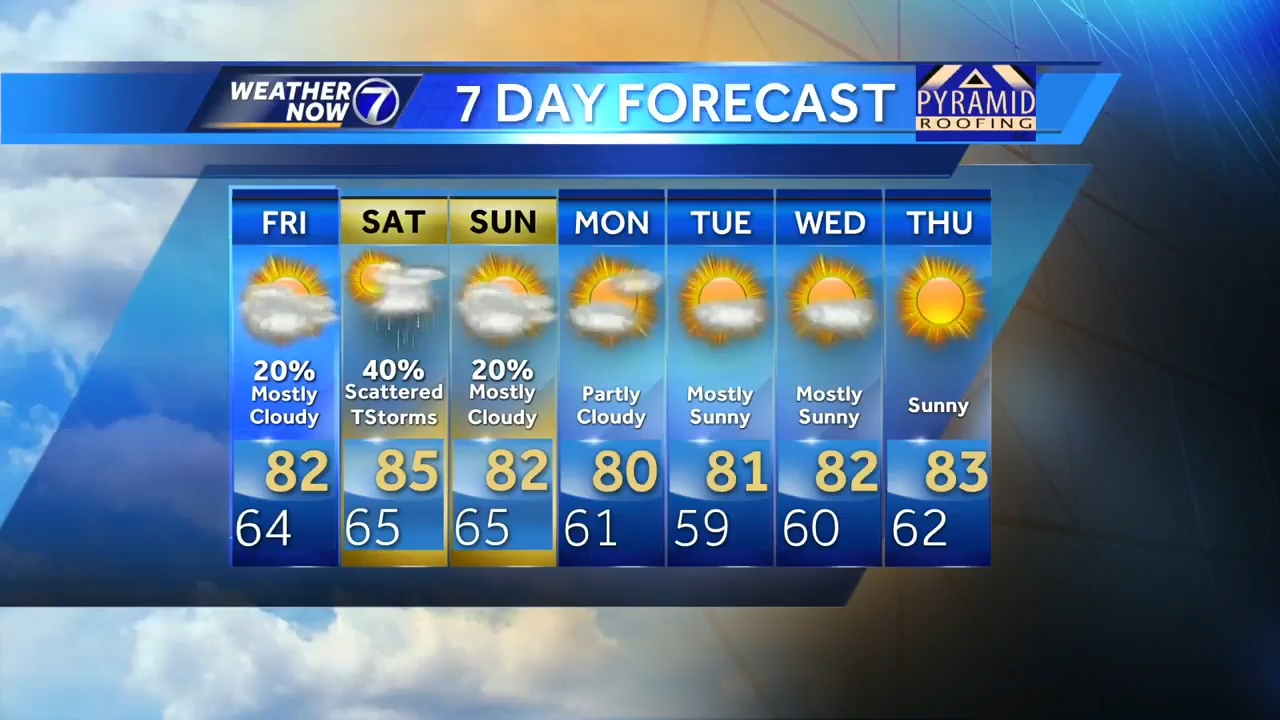 WEATHER
NOW 7
7 DAY FORECAST
PYRAMID
ROOFING
FRI SAT SUN MON TUE WED THU
20% 40% 20%
Mostly Scattered Mostly Partly Mostly Mostly Sunny
Cloudy TStorms Cloudy Cloudy Sunny Sunny
82 85 82 80 81 82 83
64 65 65 61 59 60 62